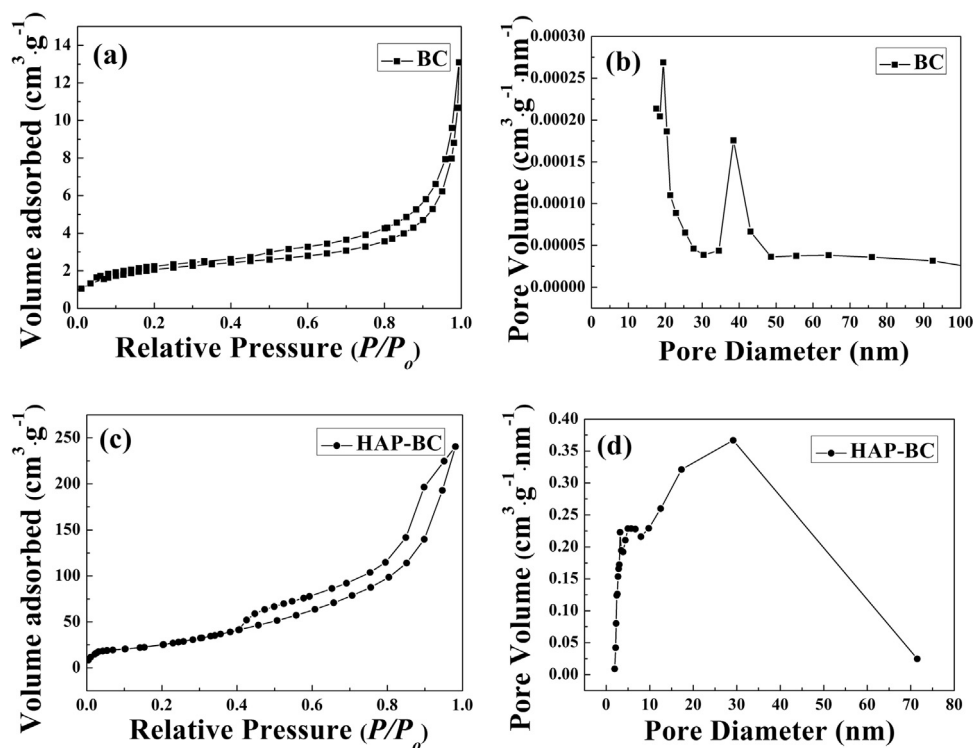 (a)
BC
Volume adsorbed (cm³·g⁻¹)
14
12
10
8
6
4
2
0
0.0 0.2 0.4 0.6 0.8 1.0
Relative Pressure (P/Pₒ)
(b)
BC
Pore Volume (cm³·g⁻¹·nm⁻¹)
0.00030
0.00025
0.00020
0.00015
0.00010
0.00005
0.00000
0 10 20 30 40 50 60 70 80 90 100
Pore Diameter (nm)
(c)
HAP-BC
Volume adsorbed (cm³·g⁻¹)
250
200
150
100
50
0
0.0 0.2 0.4 0.6 0.8 1.0
Relative Pressure (P/Pₒ)
(d)
HAP-BC
Pore Volume (cm³·g⁻¹·nm⁻¹)
0.40
0.35
0.30
0.25
0.20
0.15
0.10
0.05
0.00
0 10 20 30 40 50 60 70 80
Pore Diameter (nm)